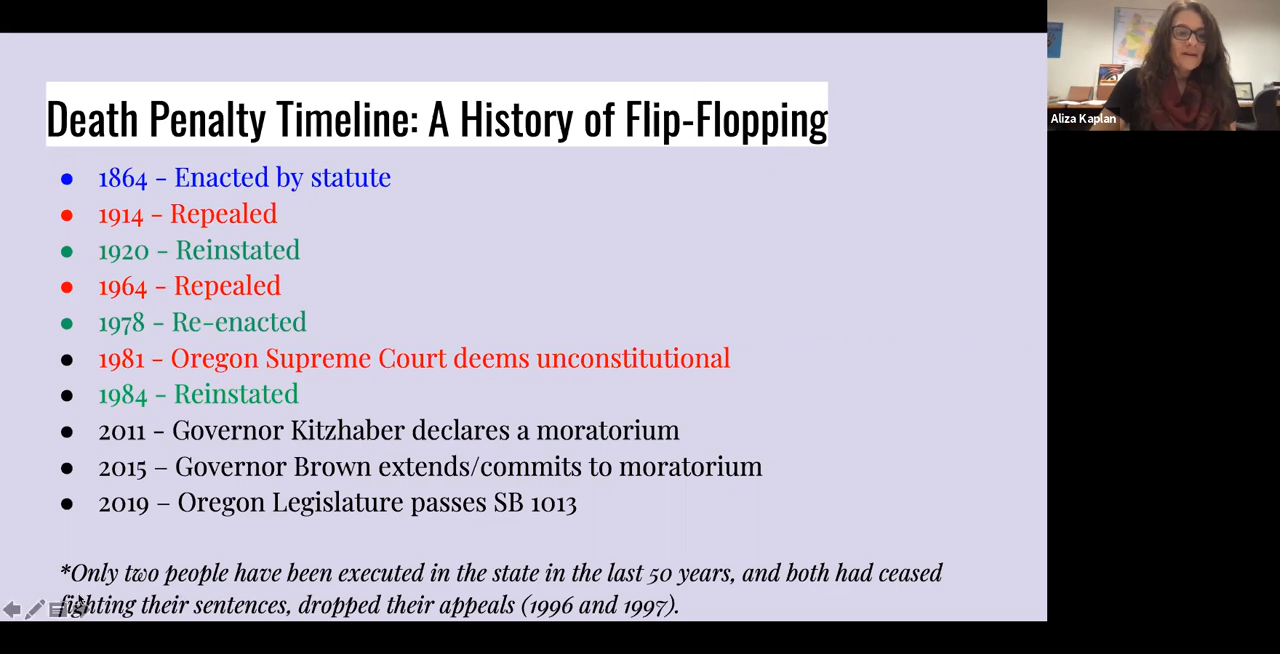 Death Penalty Timeline: A History of Flip-Flopping
● 1864 - Enacted by statute
● 1914 - Repealed
● 1920 - Reinstated
● 1964 - Repealed
● 1978 - Re-enacted
● 1981 - Oregon Supreme Court deems unconstitutional
● 1984 - Reinstated
● 2011 - Governor Kitzhaber declares a moratorium
● 2015 – Governor Brown extends/commits to moratorium
● 2019 – Oregon Legislature passes SB 1013
*Only two people have been executed in the state in the last 50 years, and both had ceased
fighting their sentences, dropped their appeals (1996 and 1997).
Aliza Kaplan